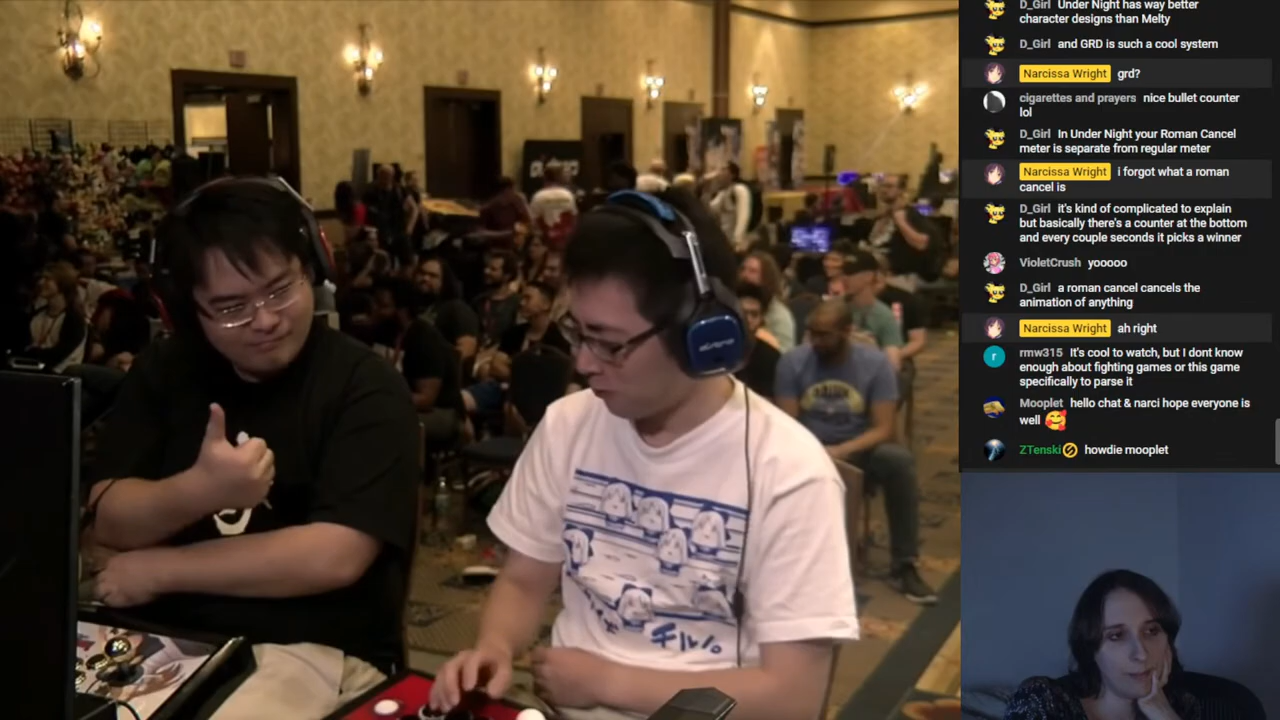 D_Girl Under Night has way better
character designs than Melty
D_Girl and GRD is such a cool system
Narcissa Wright grd?
cigarettes and prayers nice bullet counter
lol
D_Girl In Under Night your Roman Cancel
meter is separate from regular meter
Narcissa Wright i forgot what a roman
cancel is
D_Girl it's kind of complicated to explain
but basically there's a counter at the bottom
and every couple seconds it picks a winner
VioletCrush yooooo
D_Girl a roman cancel cancels the
animation of anything
Narcissa Wright ah right
rmw315 It's cool to watch, but I dont know
enough about fighting games or this game
specifically to parse it
Mooplet hello chat & narci hope everyone is
well
ZTenski howdie mooplet
チルノ。